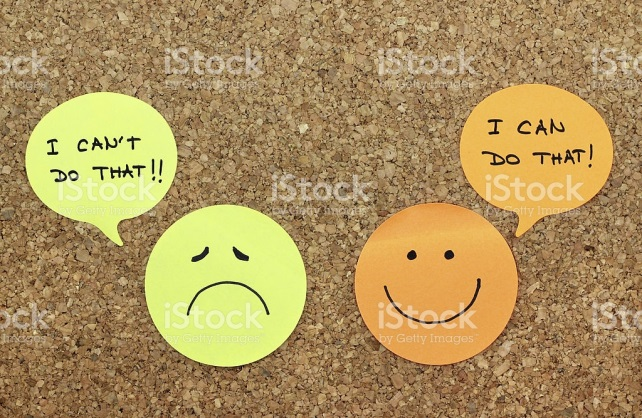 I CAN'T
DO THAT!!
I CAN
DO THAT!
iStock
by Getty Images